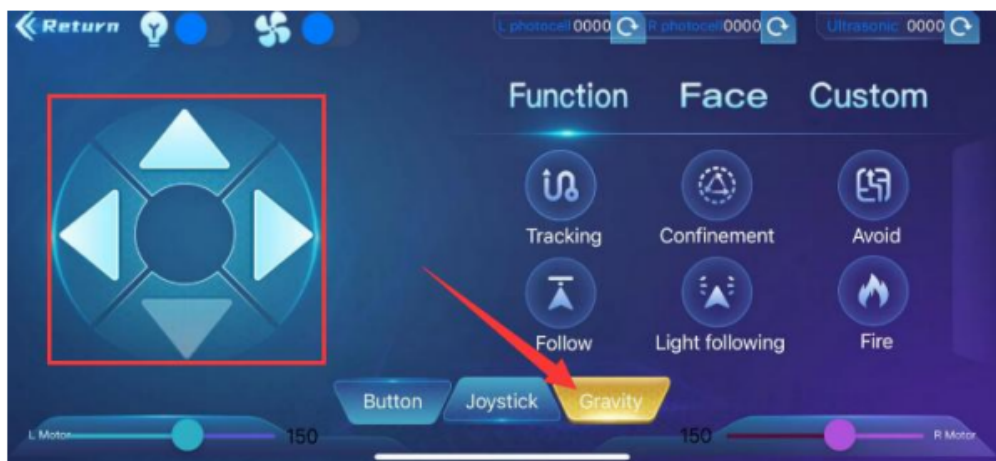 Return L photocell 0000 R photocell 0000 Ultrasonic 0000
Function Face Custom
Tracking Confinement Avoid
Follow Light following Fire
Button Joystick Gravity
L Motor 150 150 R Motor